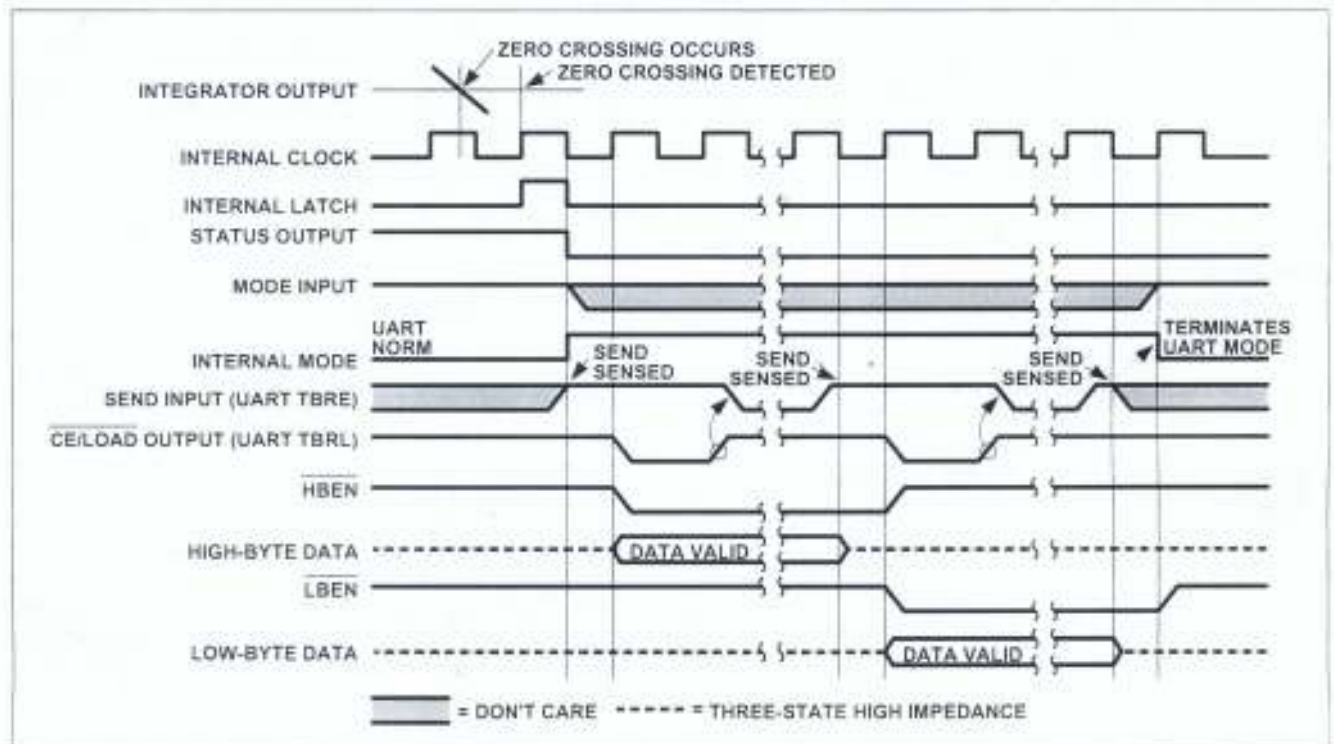 ZERO CROSSING OCCURS
ZERO CROSSING DETECTED
INTEGRATOR OUTPUT
INTERNAL CLOCK
INTERNAL LATCH
STATUS OUTPUT
MODE INPUT
UART
NORM
TERMINATES
UART MODE
INTERNAL MODE
SEND
SENSED
SEND
SENSED
SEND
SENSED
SEND INPUT (UART TBRE)
CE/LOAD OUTPUT (UART TBRL)
HBEN
HIGH-BYTE DATA
DATA VALID
LBEN
LOW-BYTE DATA
DATA VALID
= DON'T CARE
= THREE-STATE HIGH IMPEDANCE